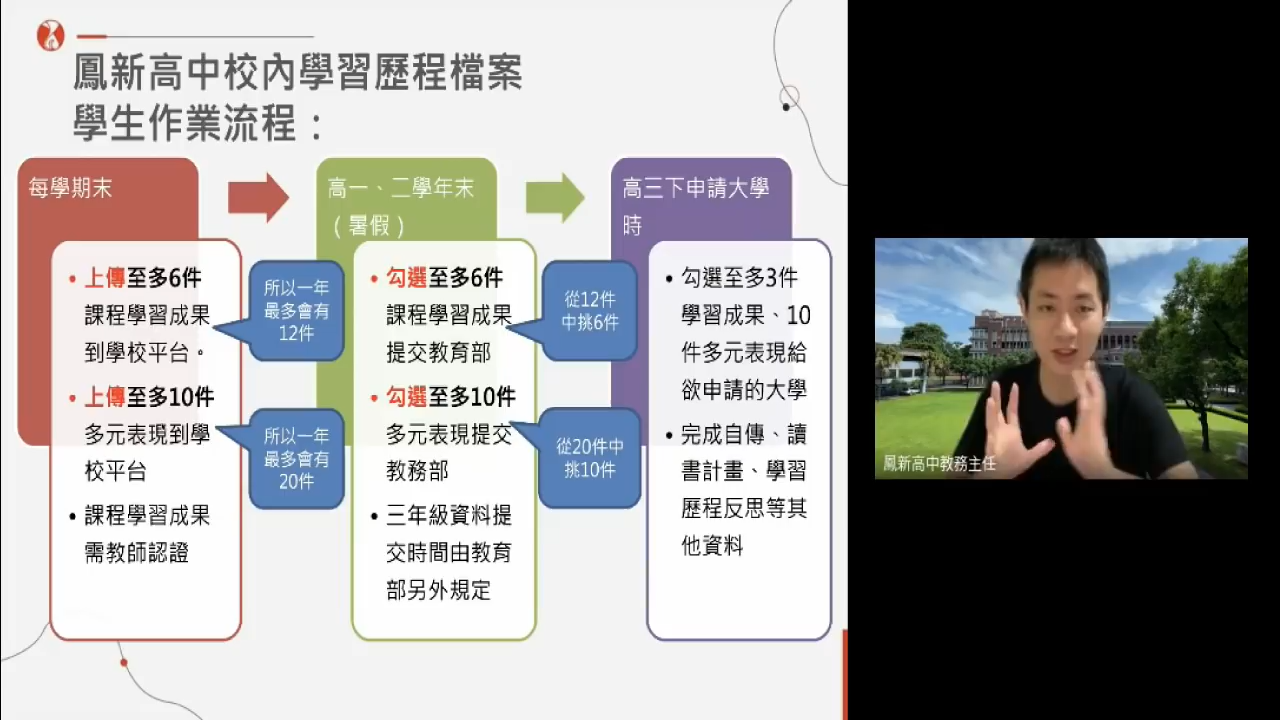 鳳新高中校內學習歷程檔案
學生作業流程：
每學期末
• 上傳至多6件
課程學習成果
到學校平台。
• 上傳至多10件
多元表現到學
校平台
• 課程學習成果
需教師認證
所以一年
最多會有
12件
所以一年
最多會有
20件
高一、二學年末
（暑假）
• 勾選至多6件
課程學習成果
提交教育部
• 勾選至多10件
多元表現提交
教務部
• 三年級資料提
交時間由教育
部另外規定
從12件
中挑6件
從20件中
挑10件
高三下申請大學
時
• 勾選至多3件
學習成果、10
件多元表現給
欲申請的大學
• 完成自傳、讀
書計畫、學習
歷程反思等其
他資料
鳳新高中教務主任